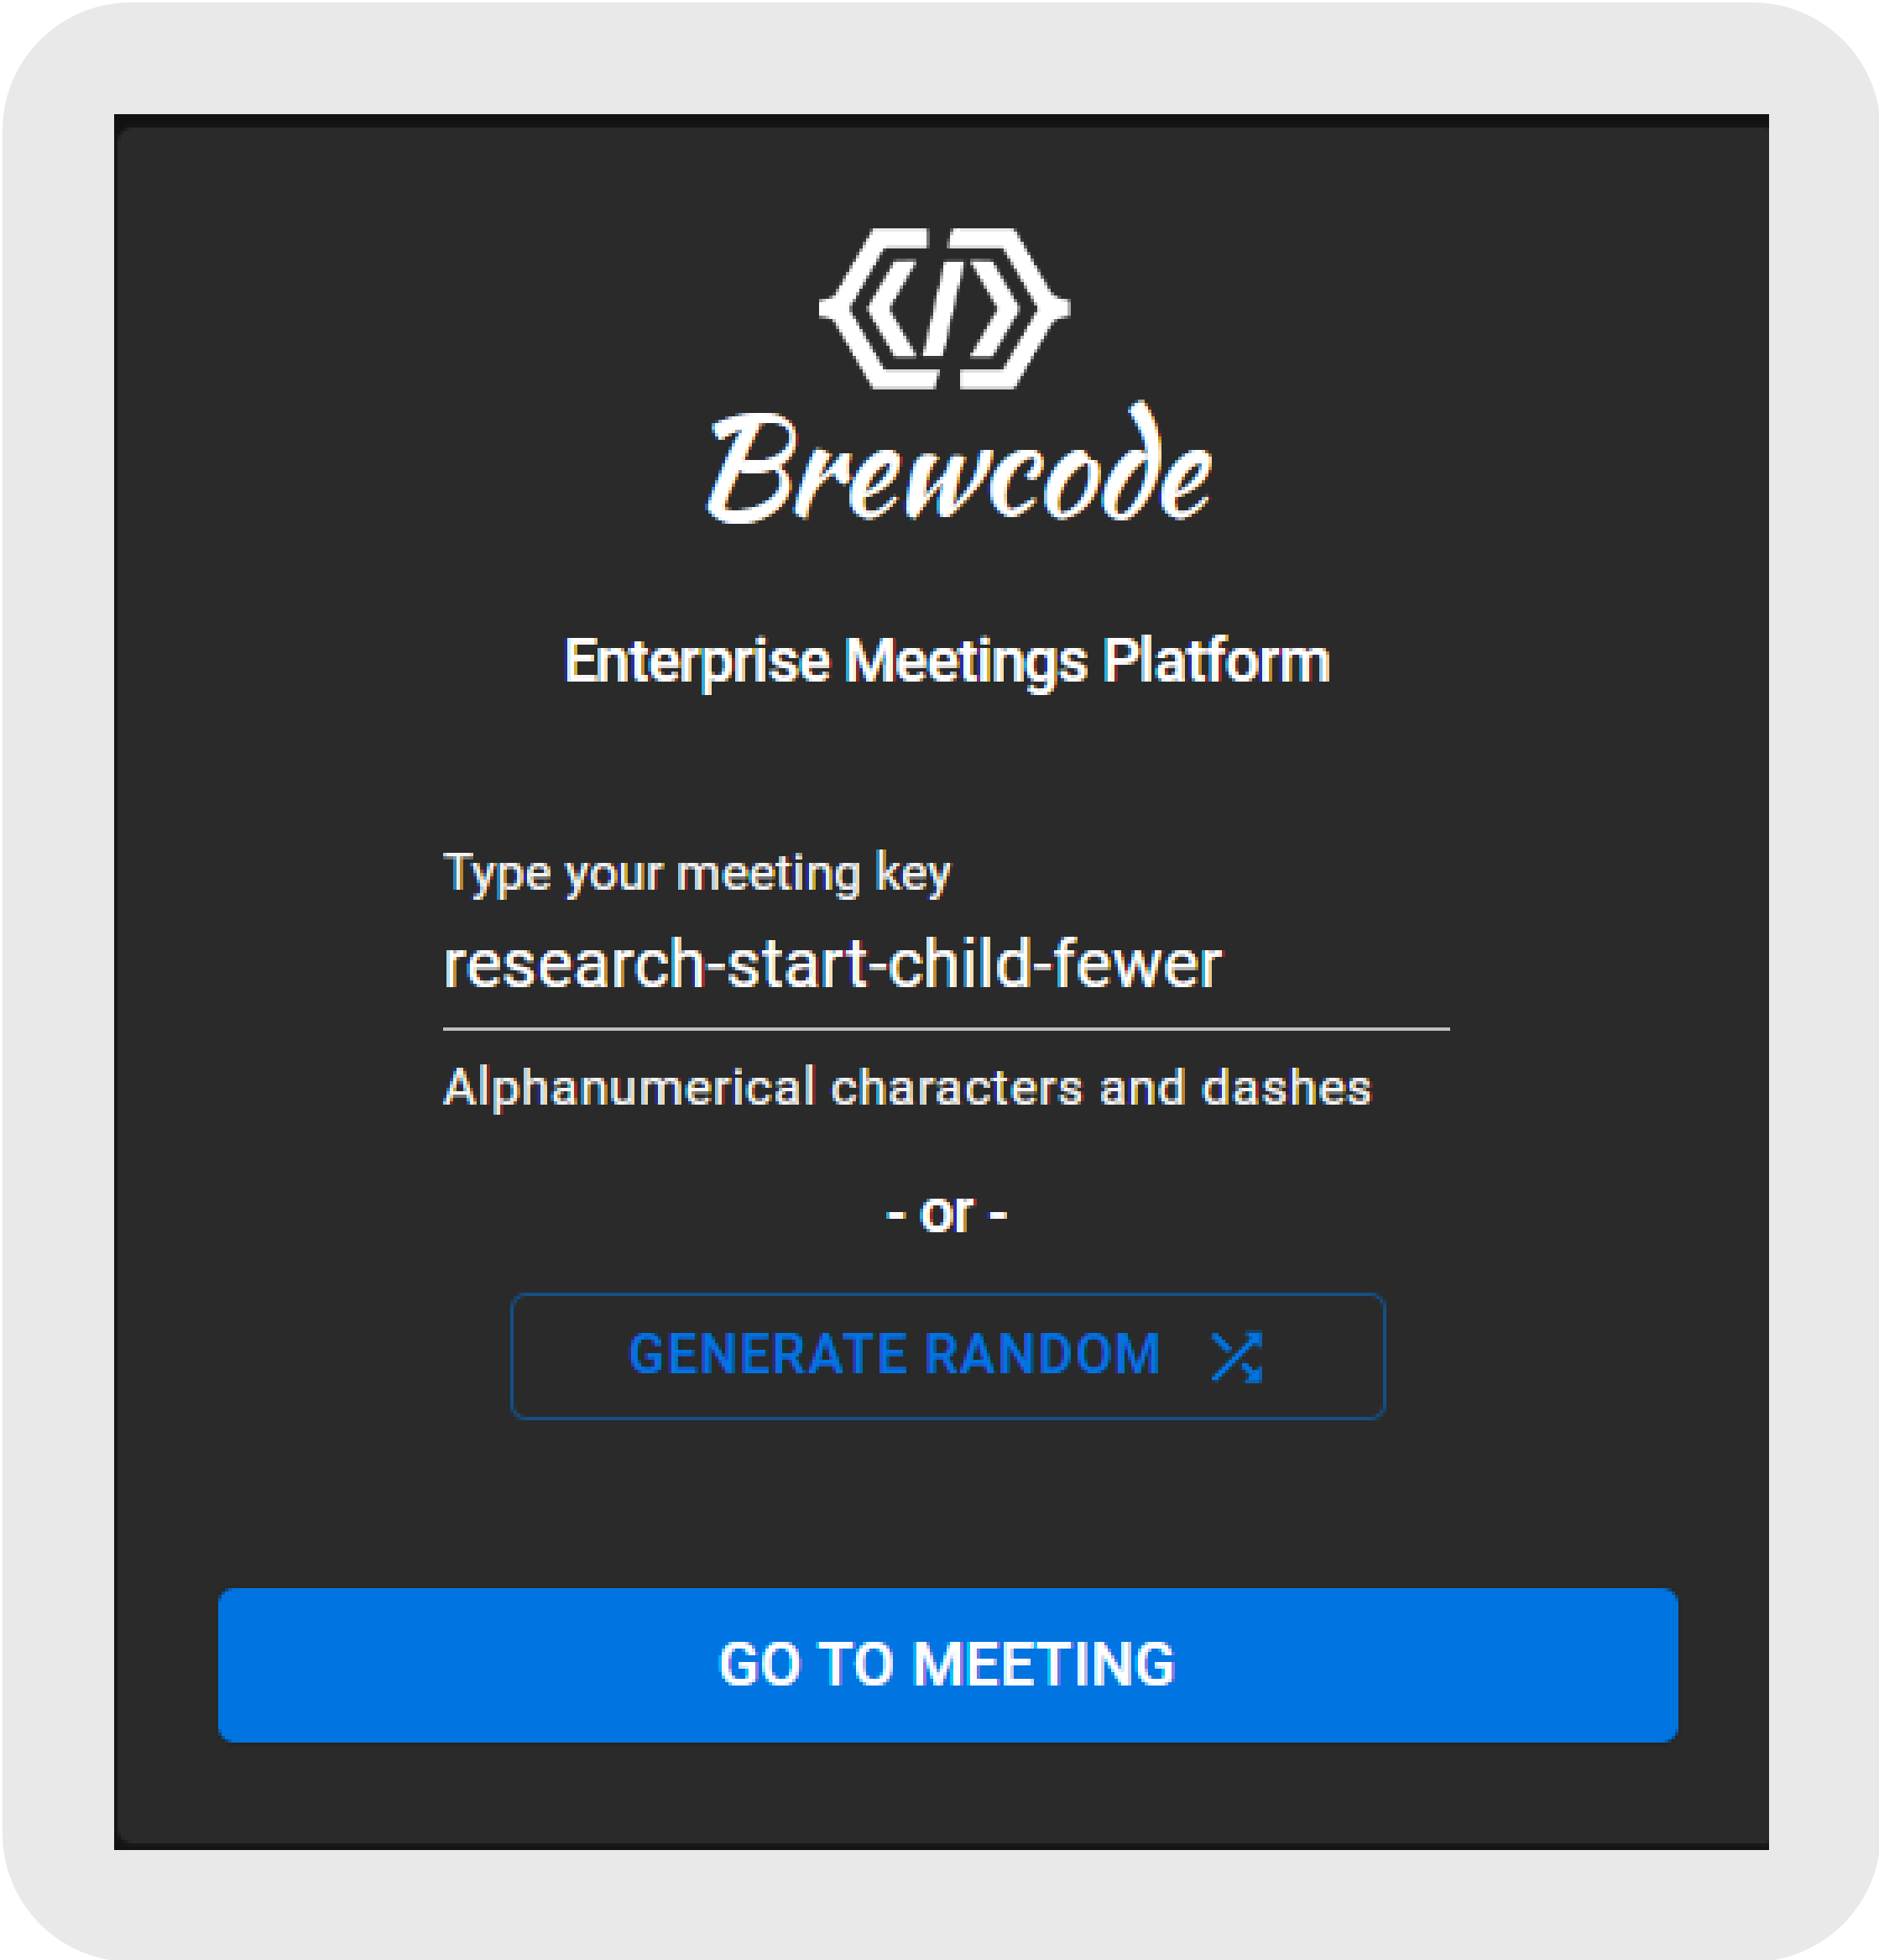 Brewcode
Enterprise Meetings Platform
Type your meeting key
research-start-child-fewer
Alphanumerical characters and dashes
- or -
GENERATE RANDOM
GO TO MEETING